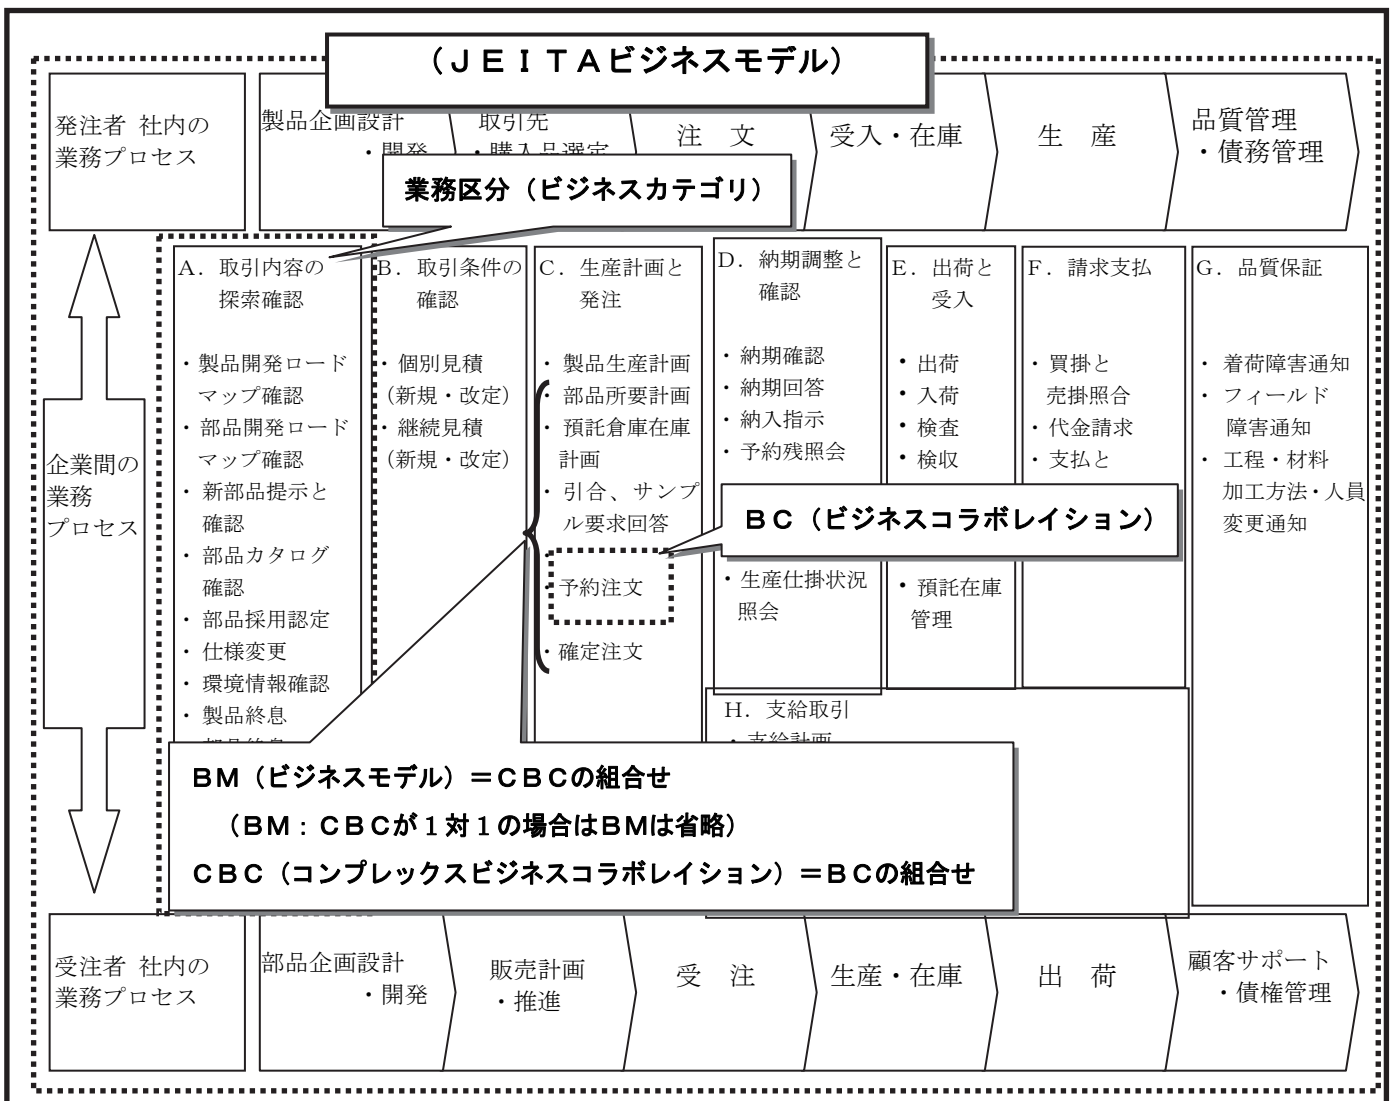 （ＪＥＩＴＡビジネスモデル）
発注者 社内の
業務プロセス
製品企画設計
・開発
取引先
・購入品選定
注　文
受入・在庫
生　産
品質管理
・債務管理
業務区分（ビジネスカテゴリ）
企業間の
業務
プロセス
A．取引内容の
探索確認
・製品開発ロード
マップ確認
・部品開発ロード
マップ確認
・新部品提示と
確認
・部品カタログ
確認
・部品採用認定
・仕様変更
・環境情報確認
・製品終息
B．取引条件の
確認
・個別見積
（新規・改定）
・継続見積
（新規・改定）
C．生産計画と
発注
・製品生産計画
・部品所要計画
・預託倉庫在庫
計画
・引合、サンプ
ル要求回答
・予約注文
・確定注文
D．納期調整と
確認
・納期確認
・納期回答
・納入指示
・予約残照会
・生産仕掛状況
照会
E．出荷と
受入
・出荷
・入荷
・検査
・検収
・預託在庫
管理
F．請求支払
・買掛と
売掛照合
・代金請求
・支払と
G．品質保証
・着荷障害通知
・フィールド
障害通知
・工程・材料
加工方法・人員
変更通知
ＢＣ（ビジネスコラボレイション）
H．支給取引
・支給計画
ＢＭ（ビジネスモデル）＝ＣＢＣの組合せ
（ＢＭ：ＣＢＣが１対１の場合はＢＭは省略）
ＣＢＣ（コンプレックスビジネスコラボレイション）＝ＢＣの組合せ
受注者 社内の
業務プロセス
部品企画設計
・開発
販売計画
・推進
受　注
生産・在庫
出　荷
顧客サポート
・債権管理